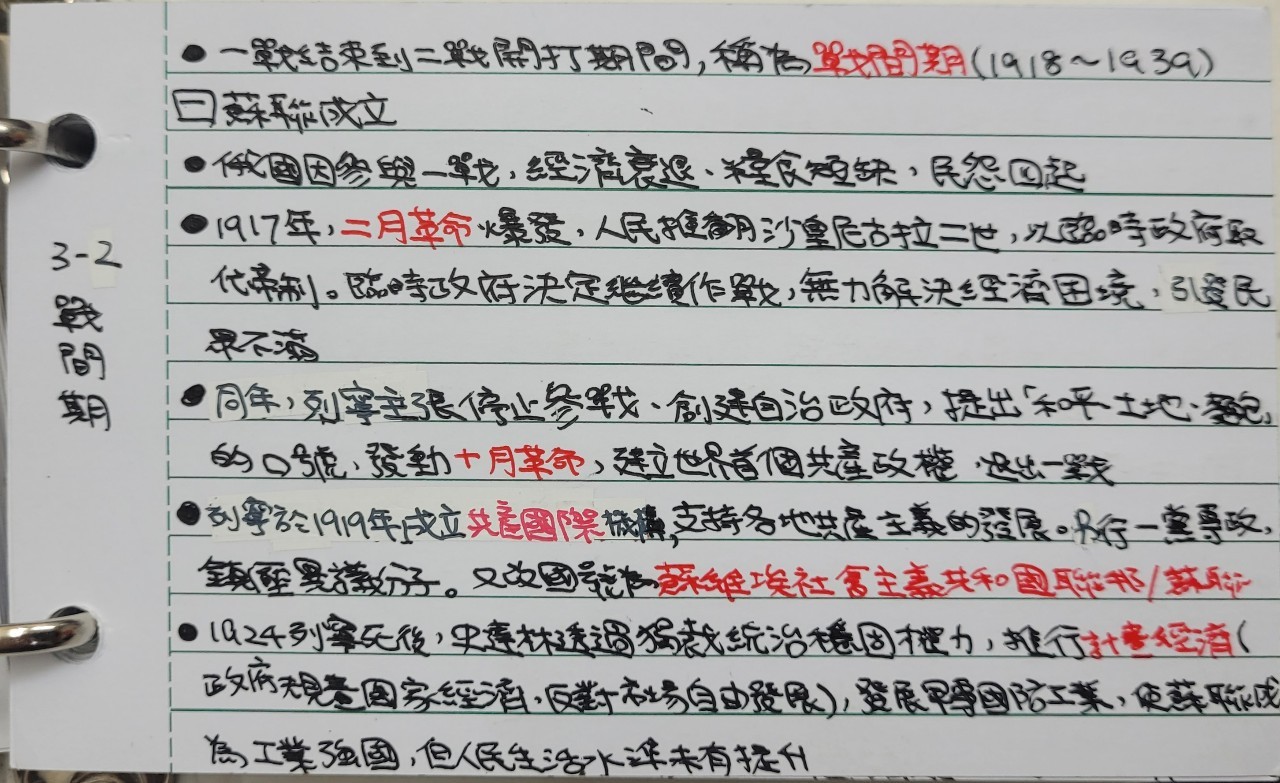 3-2
戰
間
期
●一戰結束到二戰開打期間，稱為戰間期(1918～1939)
㊀蘇聯成立
●俄國因參與一戰，經濟衰退、糧食短缺，民怨四起
●1917年，二月革命爆發，人民推翻沙皇尼古拉二世，以臨時政府取
代帝制。臨時政府決定繼續作戰，無力解決經濟困境，引發民
眾不滿
●同年，列寧主張停止參戰、創建自治政府，提出「和平、土地、麵包」
的口號，發動十月革命，建立世界首個共產政權，退出一戰
●列寧於1919年成立共產國際機構，支持各地共產主義的發展。只行一黨專政，
鎮壓異議分子。又改國號為蘇維埃社會主義共和國聯邦/蘇聯
●1924列寧死後，史達林透過獨裁統治穩固權力，推行計畫經濟(
政府規畫國家經濟，反對市場自由發展)，發展軍事國防工業，使蘇聯成
為工業強國，但人民生活水準未有提升